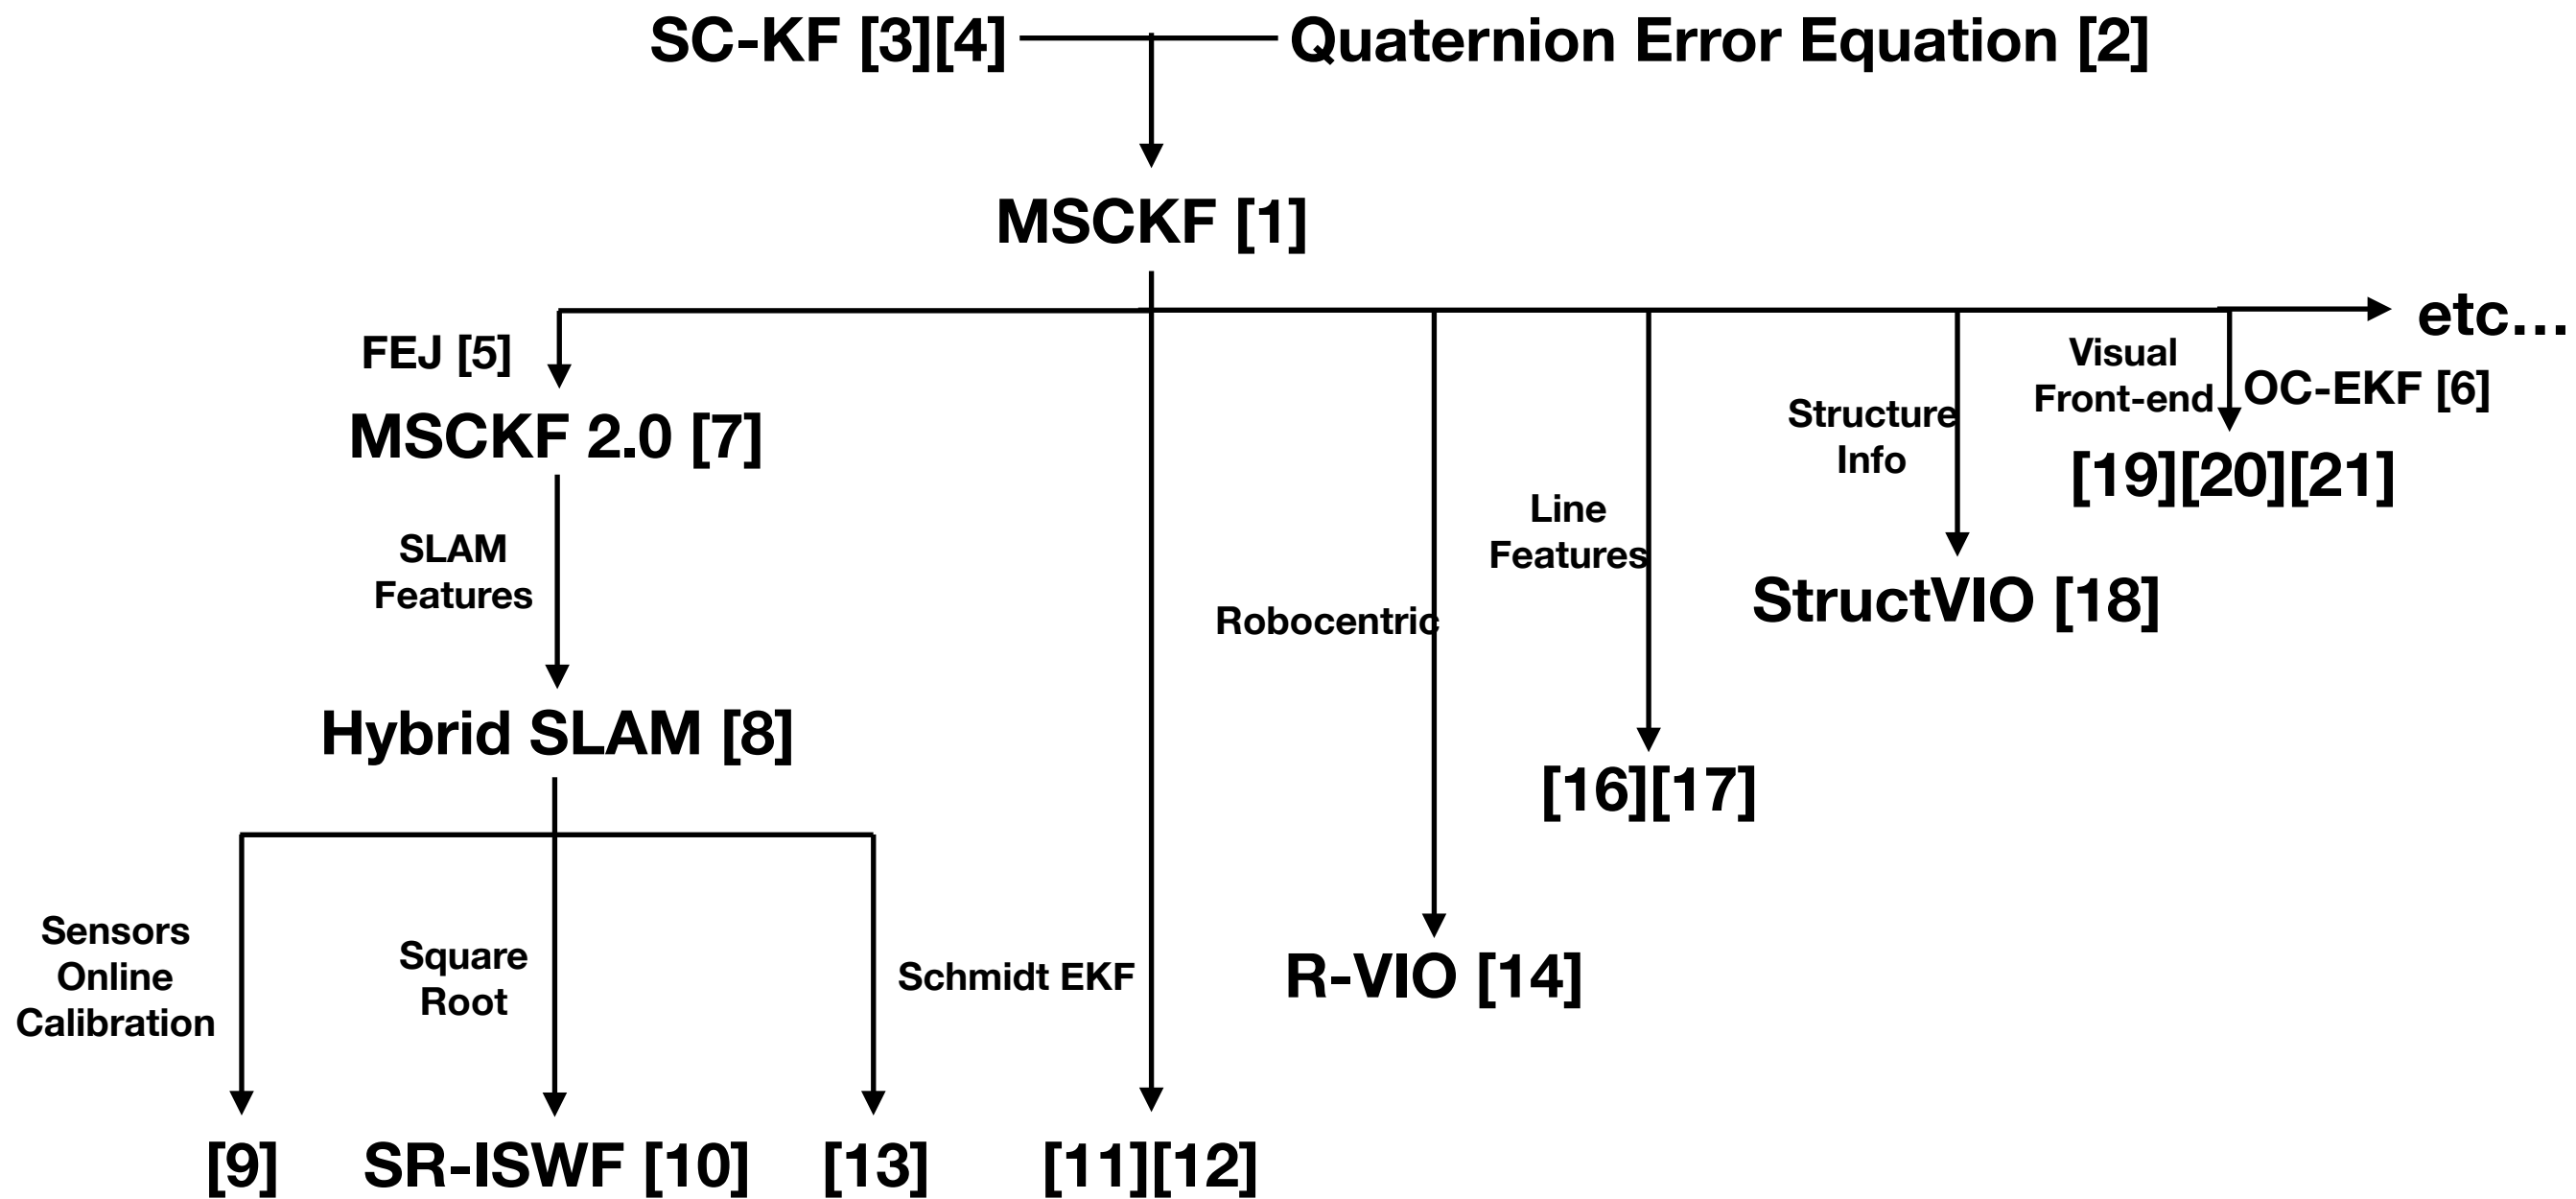 SC-KF [3][4]
Quaternion Error Equation [2]
MSCKF [1]
etc...
FEJ [5]
MSCKF 2.0 [7]
Visual
Front-end
OC-EKF [6]
[19][20][21]
Structure
Info
StructVIO [18]
Line
Features
[16][17]
SLAM
Features
Hybrid SLAM [8]
Robocentric
R-VIO [14]
Sensors
Online
Calibration
Square
Root
Schmidt EKF
[9]
SR-ISWF [10]
[13]
[11][12]